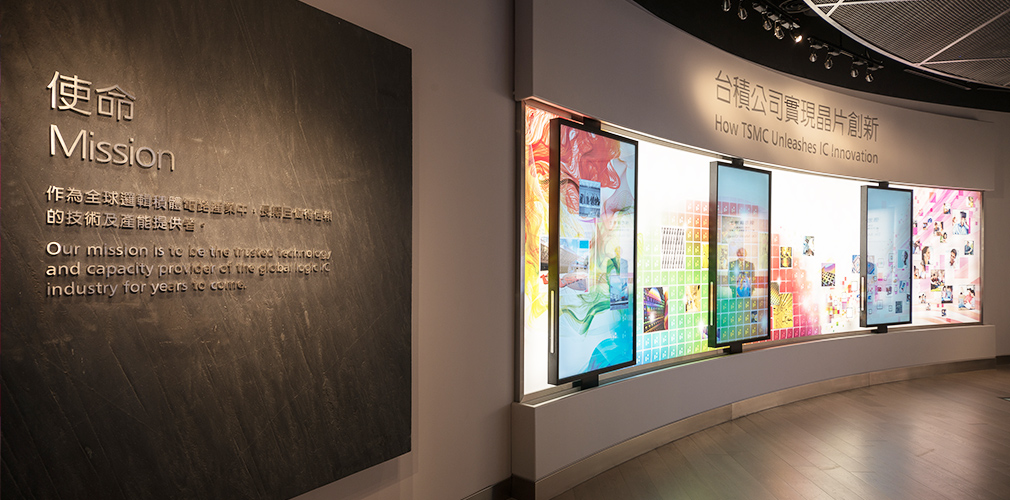 使命
Mission
作為全球邏輯積體電路產業中，長期且值得信賴
的技術及產能提供者。
Our mission is to be the trusted technology
and capacity provider of the global logic IC
industry for years to come.
台積公司實現晶片創新
How TSMC Unleashes IC Innovation